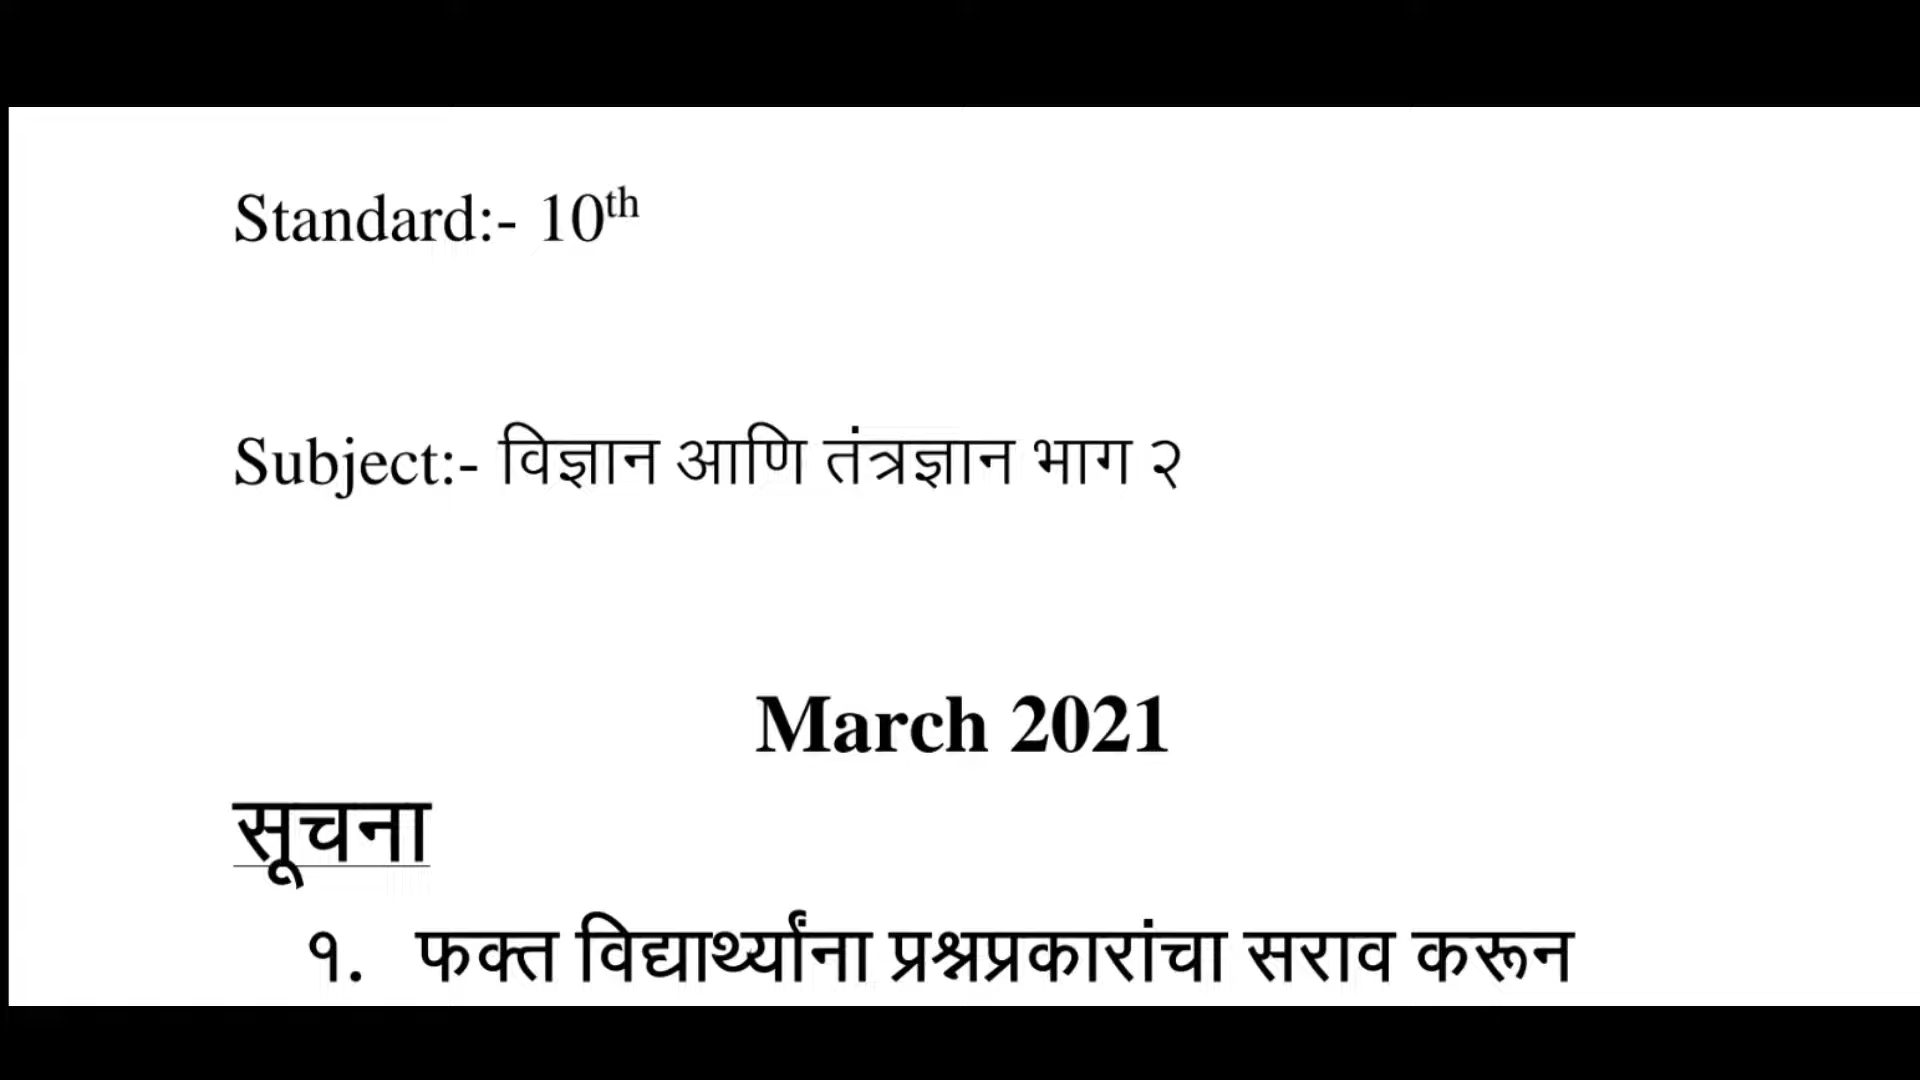 Standard:- 10th
Subject:- विज्ञान आणि तंत्रज्ञान भाग २
March 2021
सूचना
१. फक्त विद्यार्थ्यांना प्रश्नप्रकारांचा सराव करून